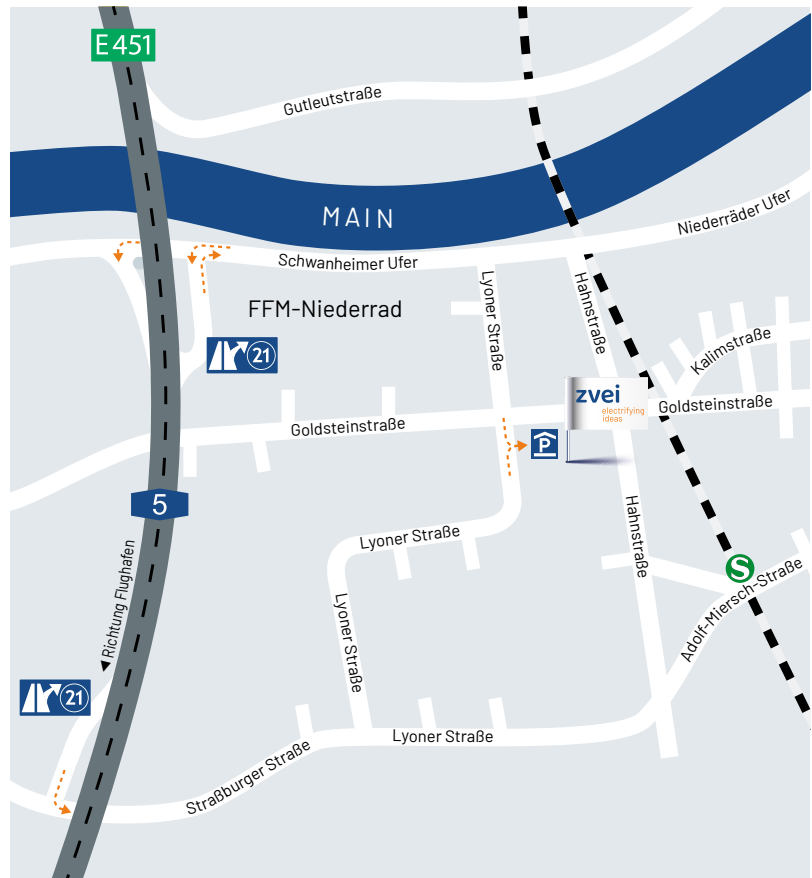 E 451
Gutleutstraße
MAIN
Niederräder Ufer
Schwanheimer Ufer
Lyoner Straße
Hahnstraße
FFM-Niederrad
21
Kalimstraße
zvei
electrifying
ideas
Goldsteinstraße
Goldsteinstraße
P
5
Hahnstraße
Lyoner Straße
Richtung Flughafen
S
Adolf-Miersch-Straße
Lyoner Straße
21
Lyoner Straße
Straßburger Straße